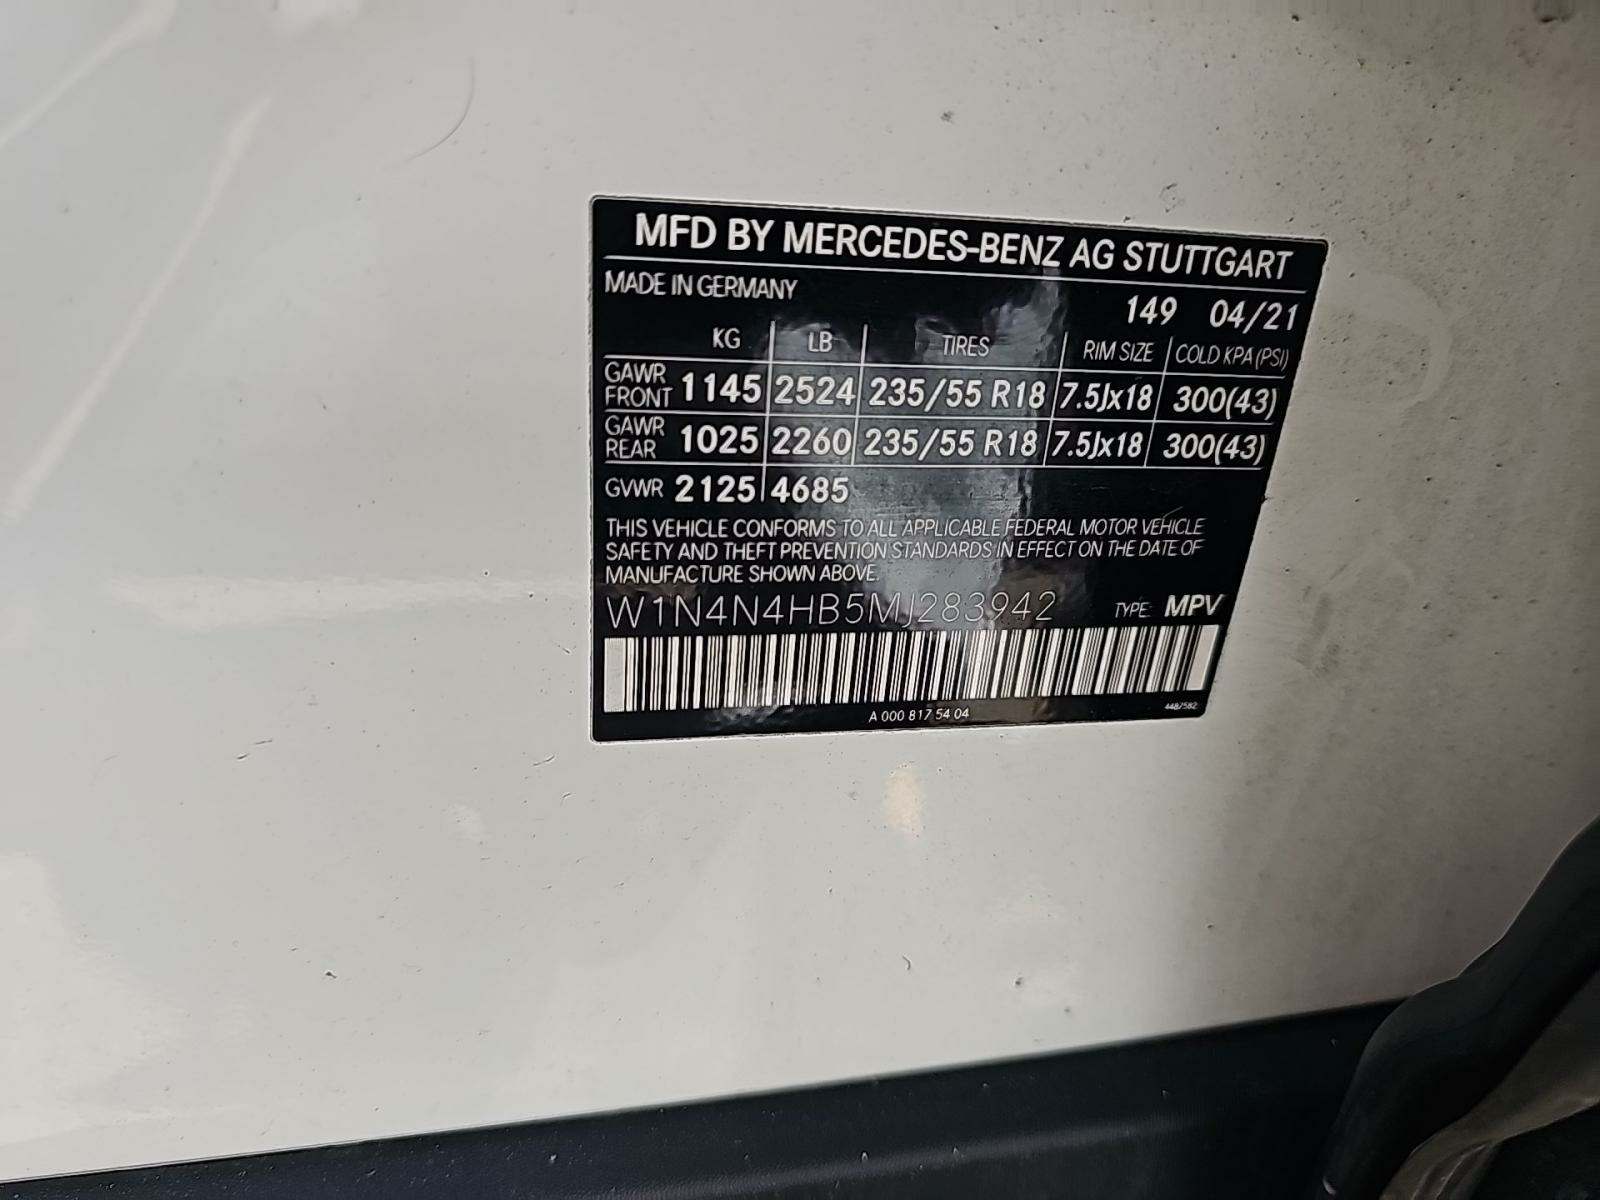 MFD BY MERCEDES-BENZ AG STUTTGART
MADE IN GERMANY
149 04/21
KG LB TIRES RIM SIZE COLD KPA (PSI)
GAWR FRONT 1145 2524 235/55 R18 7.5Jx18 300(43)
GAWR REAR 1025 2260 235/55 R18 7.5Jx18 300(43)
GVWR 2125 4685
THIS VEHICLE CONFORMS TO ALL APPLICABLE FEDERAL MOTOR VEHICLE
SAFETY AND THEFT PREVENTION STANDARDS IN EFFECT ON THE DATE OF
MANUFACTURE SHOWN ABOVE.
W1N4N4HB5MJ283942 TYPE: MPV
A 000 817 54 04